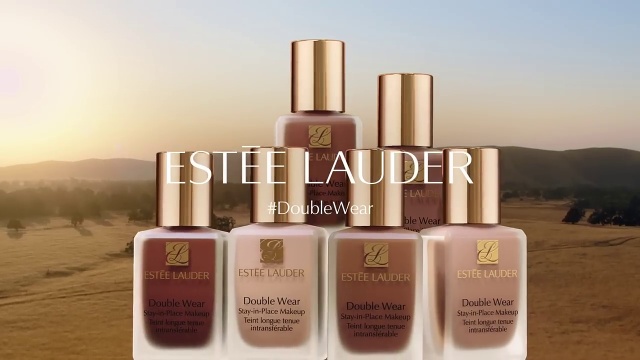 ESTĒE LAUDER
#DoubleWear
ESTĒE LAUDER
Double Wear
Stay-in-Place Makeup
Teint longue tenue
intransférable
ESTĒE LAUDER
Double Wear
Stay-in-Place Makeup
Teint longue tenue
intransférable
ESTĒE LAUDER
Double Wear
Stay-in-Place Makeup
Teint longue tenue
intransférable
ESTĒE LAUDER
Double Wear
Stay-in-Place Makeup
Teint longue tenue
intransférable